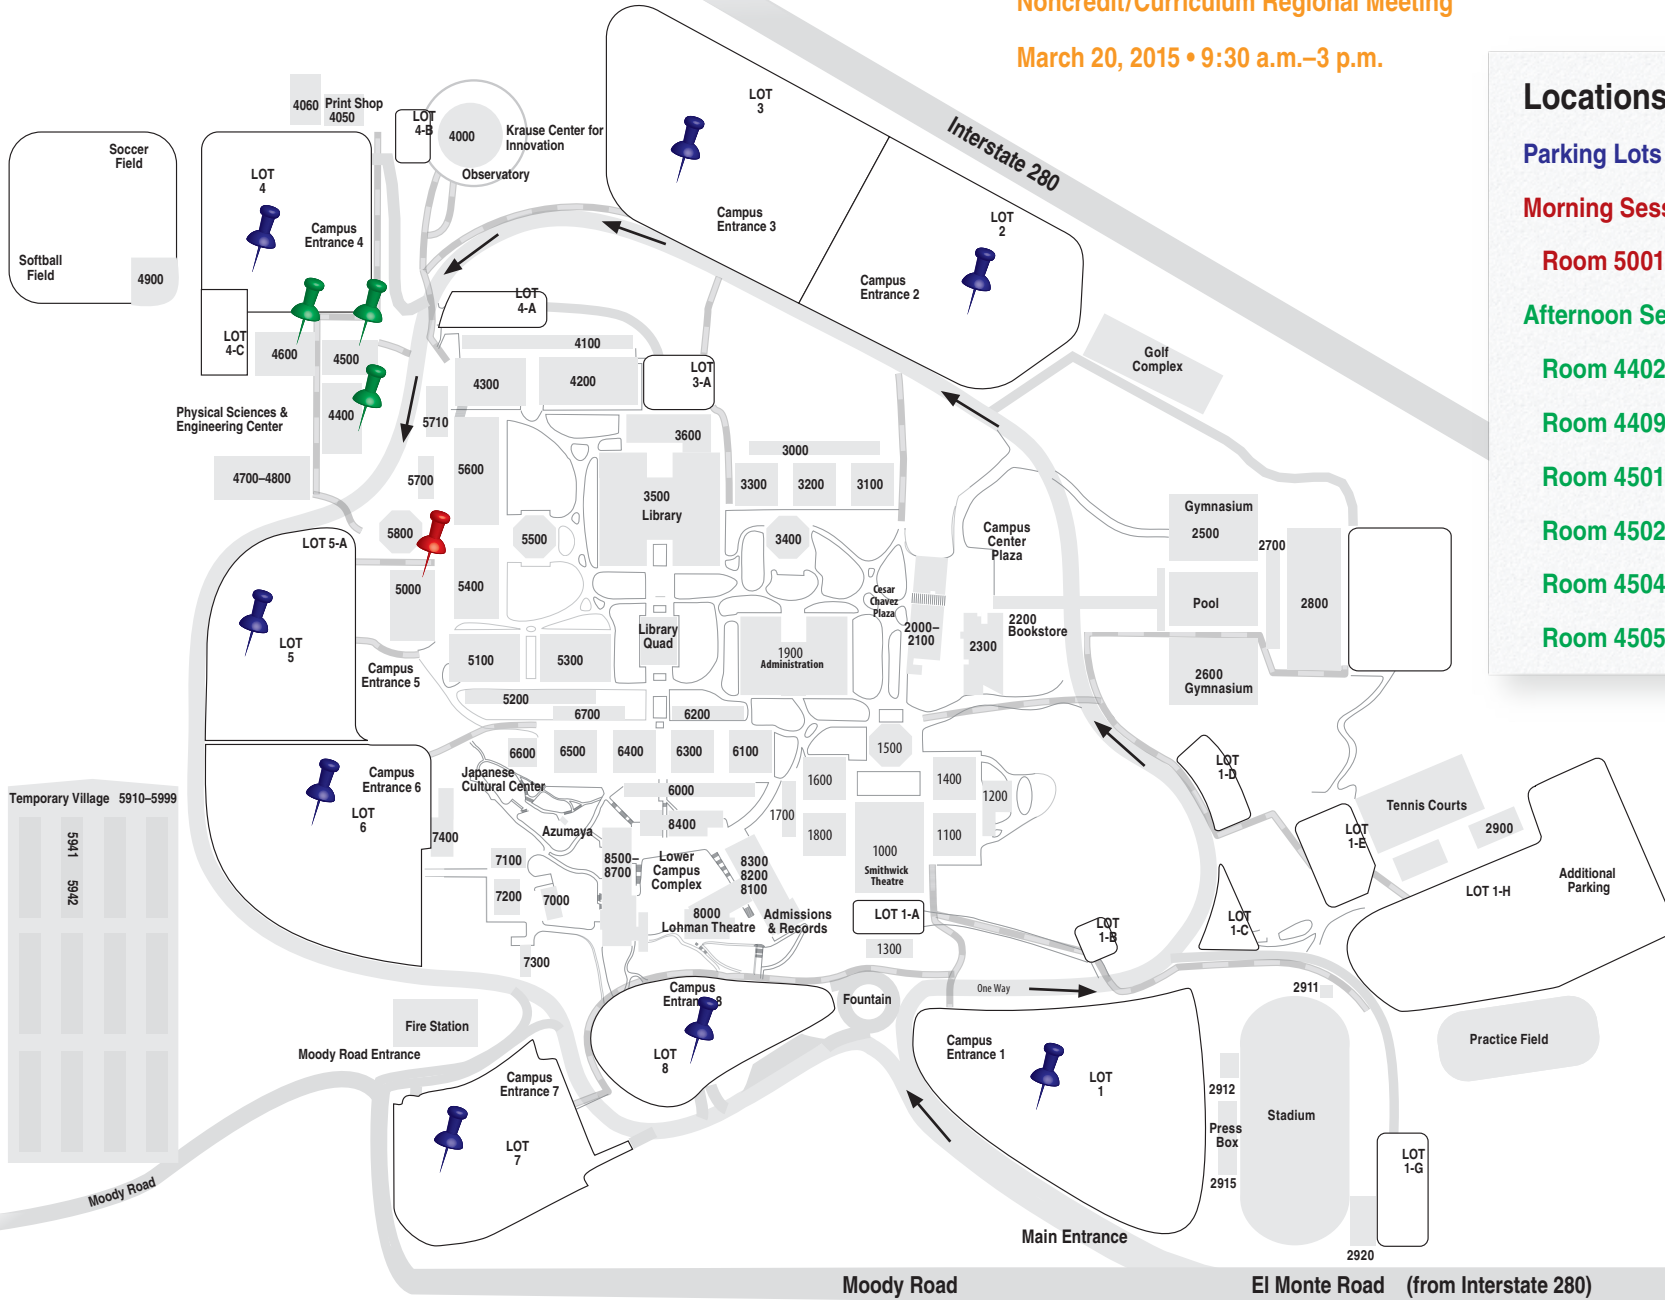 Noncredit/Curriculum Regional Meeting
March 20, 2015 • 9:30 a.m.–3 p.m.
Locations
Parking Lots
Morning Sess
Room 5001
Afternoon Se
Room 4402
Room 4409
Room 4501
Room 4502
Room 4504
Room 4505
Interstate 280
LOT
3
Campus
Entrance 3
LOT
2
Campus
Entrance 2
4060
Print Shop
4050
LOT
4-B
4000
Krause Center for
Innovation
Observatory
Soccer
Field
Softball
Field
4900
LOT
4
Campus
Entrance 4
LOT
4-C
4600
4500
4400
Physical Sciences &
Engineering Center
4700–4800
LOT
4-A
4100
4300
4200
LOT
3-A
5710
5700
5600
3600
3500
Library
3000
3300
3200
3100
3400
Golf
Complex
5800
5500
5400
5000
LOT 5-A
LOT
5
Campus
Entrance 5
Campus
Center
Plaza
Cesar
Chavez
Plaza
2000–
2100
2200
Bookstore
2300
Gymnasium
2500
2700
Pool
2800
2600
Gymnasium
Library
Quad
1900
Administration
5100
5300
5200
6700
6200
6600
6500
6400
6300
6100
6000
Japanese
Cultural Center
Azumaya
Campus
Entrance 6
LOT
6
7400
7100
7200
7000
7300
8400
8500–
8700
Lower
Campus
Complex
8300
8200
8100
8000
Lohman Theatre
Admissions
& Records
1500
1600
1700
1800
1400
1200
1100
1000
Smithwick
Theatre
LOT 1-A
1300
LOT
1-B
LOT
1-C
LOT
1-D
LOT
1-E
Tennis Courts
2900
LOT 1-H
Additional
Parking
Temporary Village 5910–5999
5941
5942
Fire Station
Moody Road Entrance
Campus
Entrance 7
LOT
7
Campus
Entrance 8
LOT
8
Fountain
One Way
Campus
Entrance 1
LOT
1
2911
2912
Press
Box
2915
Stadium
Practice Field
LOT
1-G
2920
Moody Road
Main Entrance
Moody Road
El Monte Road (from Interstate 280)